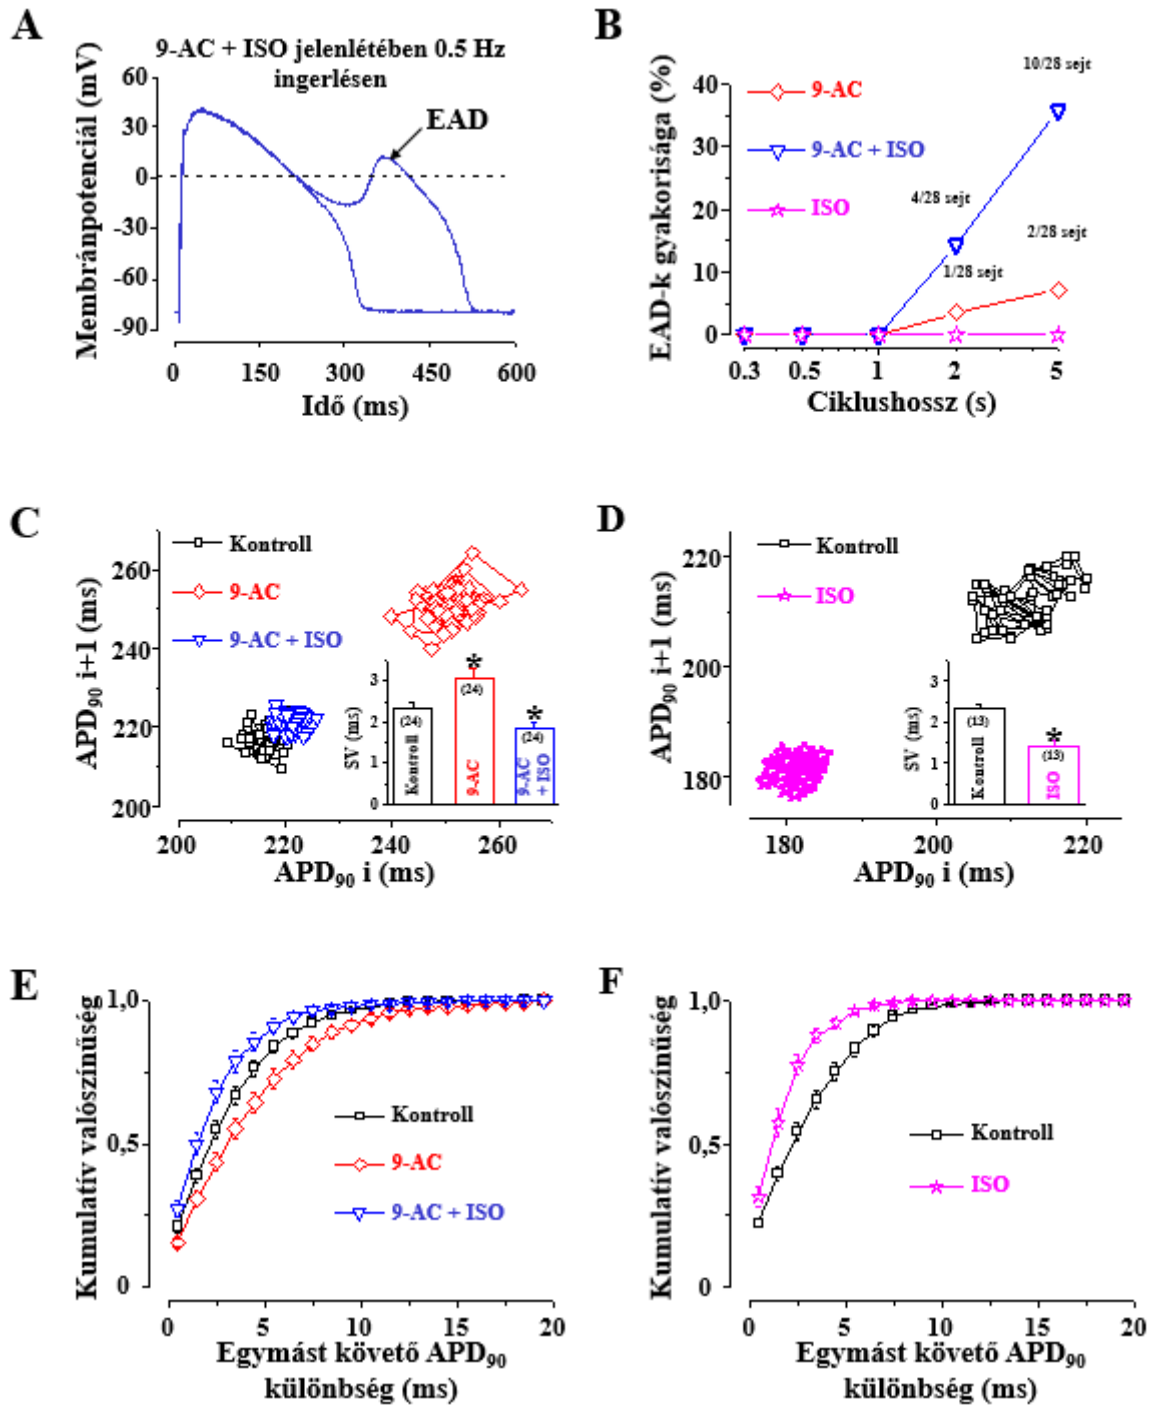 A
9-AC + ISO jelenlétében 0.5 Hz
ingerlésen
Membránpotenciál (mV)
60
30
0
-30
-60
-90
EAD
0 150 300 450 600
Idő (ms)
B
EAD-k gyakorisága (%)
40
30
20
10
0
9-AC
9-AC + ISO
ISO
10/28 sejt
4/28 sejt
2/28 sejt
1/28 sejt
0.3 0.5 1 2 5
Ciklushossz (s)
C
APD90 i+1 (ms)
260
240
220
200
Kontroll
9-AC
9-AC + ISO
SV (ms)
3
2
1
0
*
*
(24)
(24)
(24)
Kontroll
9-AC
9-AC
+ ISO
200 220 240 260
APD90 i (ms)
D
APD90 i+1 (ms)
220
200
180
Kontroll
ISO
SV (ms)
3
2
1
0
*
(13)
(13)
Kontroll
ISO
180 200 220
APD90 i (ms)
E
Kumulatív valószínűség
1,0
0,5
0
Kontroll
9-AC
9-AC + ISO
0 5 10 15 20
Egymást követő APD90
különbség (ms)
F
Kumulatív valószínűség
1,0
0,5
0
Kontroll
ISO
0 5 10 15 20
Egymást követő APD90
különbség (ms)